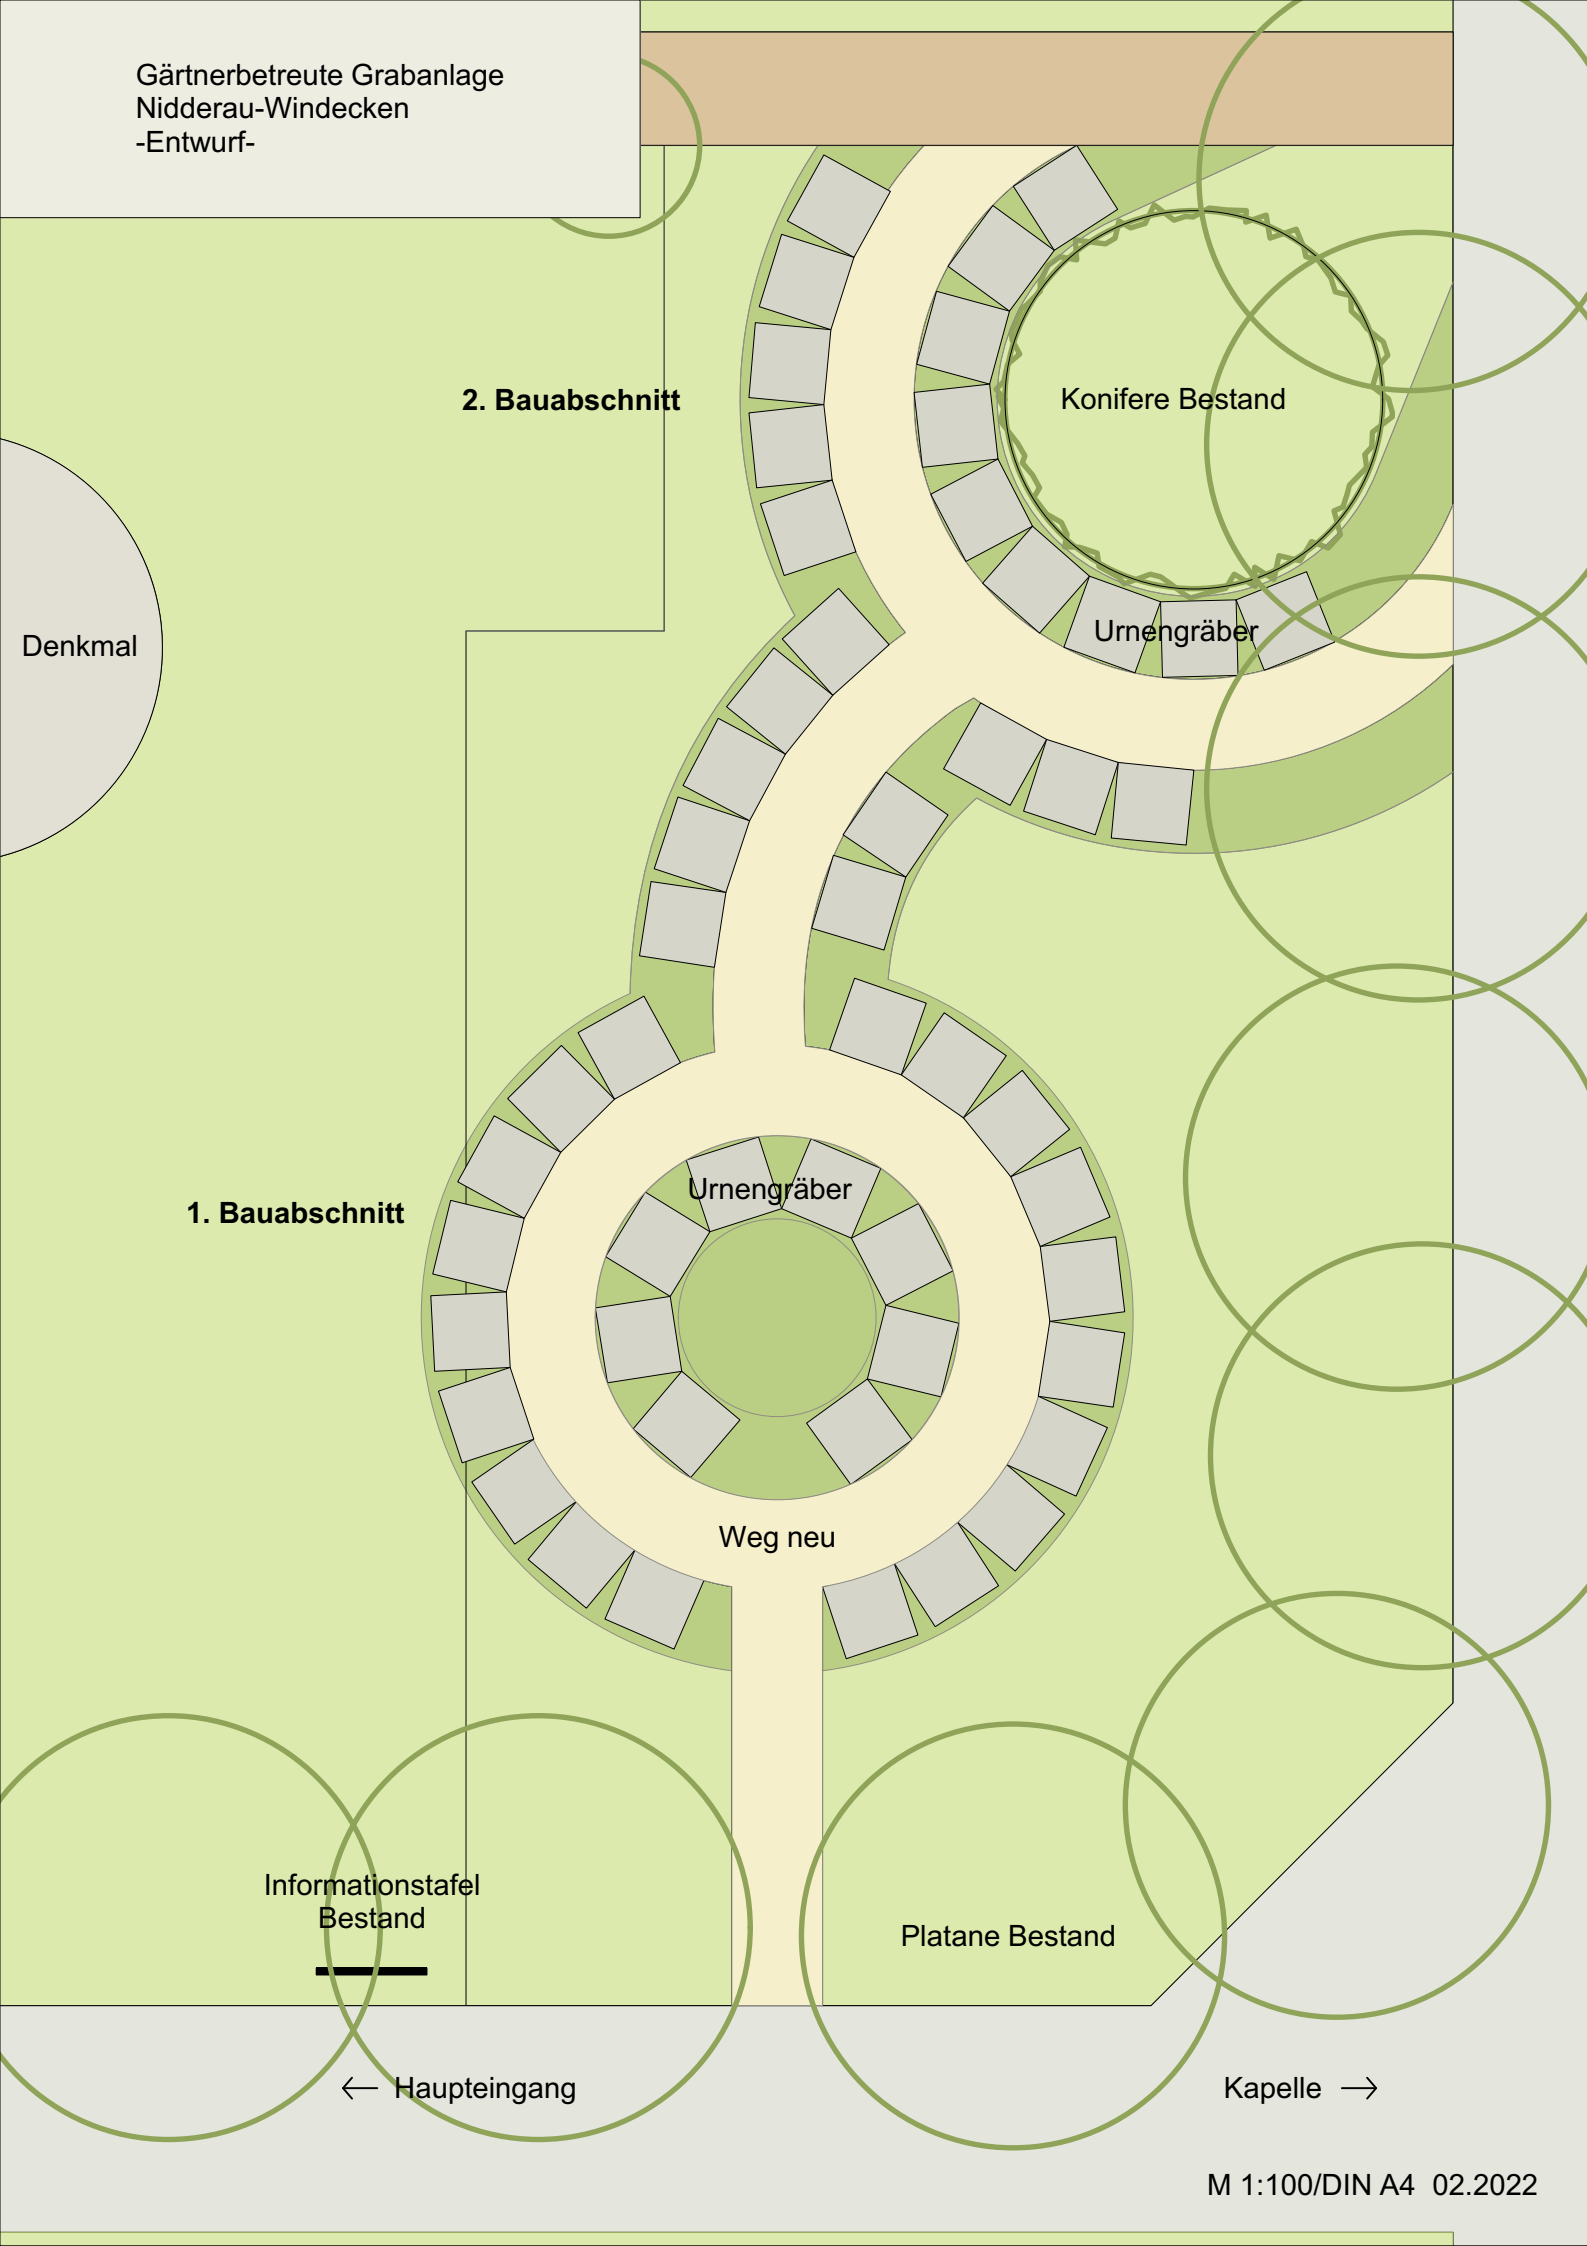 Gärtnerbetreute Grabanlage
Nidderau-Windecken
-Entwurf-
2. Bauabschnitt
Konifere Bestand
Denkmal
Urnengräber
Urnengräber
1. Bauabschnitt
Weg neu
Informationstafel
Bestand
Platane Bestand
← Haupteingang
Kapelle →
M 1:100/DIN A4 02.2022